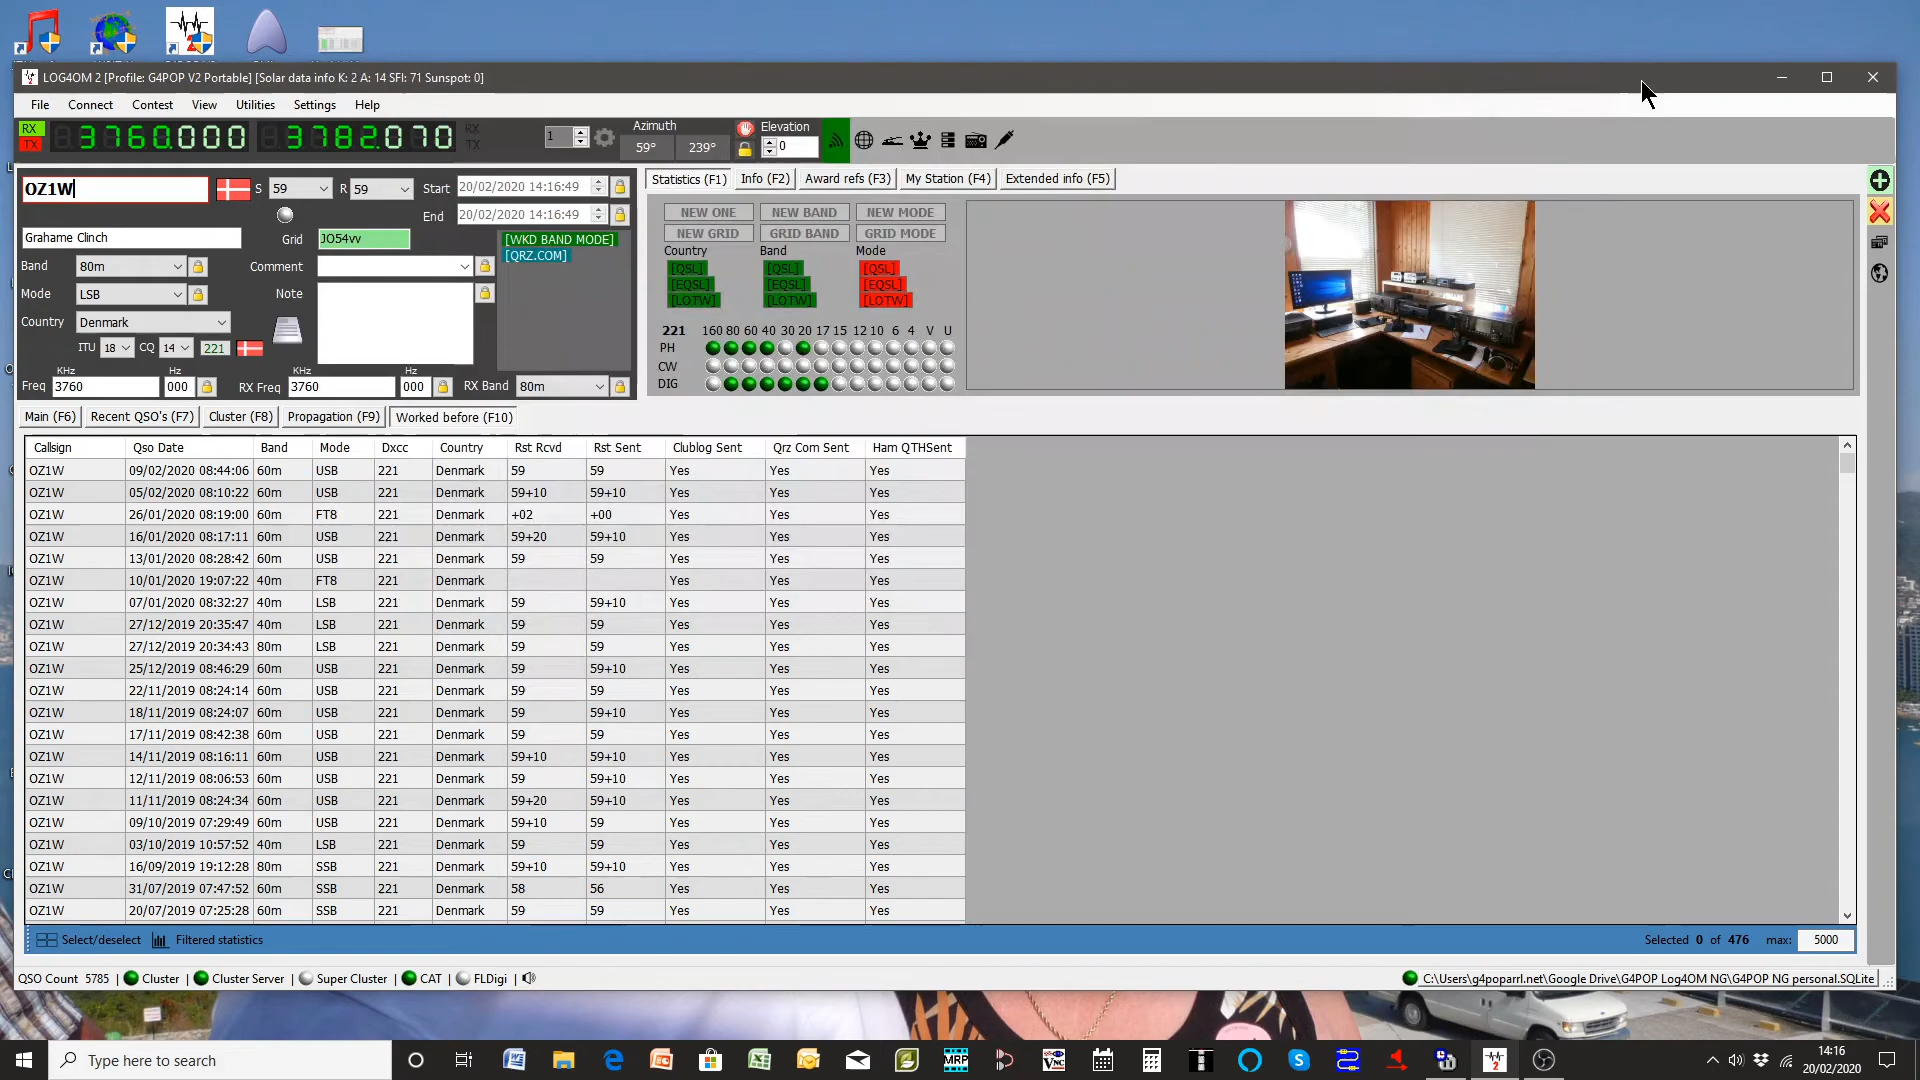 LOG4OM 2 [Profile: G4POP V2 Portable] [Solar data info K: 2 A: 14 SFI: 71 Sunspot: 0]
File Connect Contest View Utilities Settings Help
RX 3760.000 3782.070 RX
TX TX
1 Azimuth 59° 239° Elevation 0
OZ1W S 59 R 59 Start 20/02/2020 14:16:49
End 20/02/2020 14:16:49
Grahame Clinch Grid JO54vv
[WKD BAND MODE]
[QRZ.COM]
Band 80m Comment
Mode LSB Note
Country Denmark
ITU 18 CQ 14 221
KHz Hz KHz Hz
Freq 3760 000 RX Freq 3760 000 RX Band 80m
Statistics (F1) Info (F2) Award refs (F3) My Station (F4) Extended info (F5)
NEW ONE NEW BAND NEW MODE
NEW GRID GRID BAND GRID MODE
Country Band Mode
[QSL] [QSL] [QSL]
[EQSL] [EQSL] [EQSL]
[LOTW] [LOTW] [LOTW]
221 160 80 60 40 30 20 17 15 12 10 6 4 V U
PH
CW
DIG
Main (F6) Recent QSO's (F7) Cluster (F8) Propagation (F9) Worked before (F10)
Callsign Qso Date Band Mode Dxcc Country Rst Rcvd Rst Sent Clublog Sent Qrz Com Sent Ham QTHSent
OZ1W 09/02/2020 08:44:06 60m USB 221 Denmark 59 59 Yes Yes Yes
OZ1W 05/02/2020 08:10:22 60m USB 221 Denmark 59+10 59+10 Yes Yes Yes
OZ1W 26/01/2020 08:19:00 60m FT8 221 Denmark +02 +00 Yes Yes Yes
OZ1W 16/01/2020 08:17:11 60m USB 221 Denmark 59+20 59+10 Yes Yes Yes
OZ1W 13/01/2020 08:28:42 60m USB 221 Denmark 59 59 Yes Yes Yes
OZ1W 10/01/2020 19:07:22 40m FT8 221 Denmark Yes Yes Yes
OZ1W 07/01/2020 08:32:27 40m LSB 221 Denmark 59 59+10 Yes Yes Yes
OZ1W 27/12/2019 20:35:47 40m LSB 221 Denmark 59 59 Yes Yes Yes
OZ1W 27/12/2019 20:34:43 80m LSB 221 Denmark 59 59 Yes Yes Yes
OZ1W 25/12/2019 08:46:29 60m USB 221 Denmark 59 59+10 Yes Yes Yes
OZ1W 22/11/2019 08:24:14 60m USB 221 Denmark 59 59 Yes Yes Yes
OZ1W 18/11/2019 08:24:07 60m USB 221 Denmark 59 59+10 Yes Yes Yes
OZ1W 17/11/2019 08:42:38 60m USB 221 Denmark 59 59 Yes Yes Yes
OZ1W 14/11/2019 08:16:11 60m USB 221 Denmark 59+10 59+10 Yes Yes Yes
OZ1W 12/11/2019 08:06:53 60m USB 221 Denmark 59 59+10 Yes Yes Yes
OZ1W 11/11/2019 08:24:34 60m USB 221 Denmark 59+20 59+10 Yes Yes Yes
OZ1W 09/10/2019 07:29:49 60m USB 221 Denmark 59+10 59 Yes Yes Yes
OZ1W 03/10/2019 10:57:52 40m LSB 221 Denmark 59 59 Yes Yes Yes
OZ1W 16/09/2019 19:12:28 80m SSB 221 Denmark 59+10 59+10 Yes Yes Yes
OZ1W 31/07/2019 07:47:52 60m SSB 221 Denmark 58 56 Yes Yes Yes
OZ1W 20/07/2019 07:25:28 60m SSB 221 Denmark 59 59 Yes Yes Yes
Select/deselect Filtered statistics Selected 0 of 476 max: 5000
QSO Count 5785 | Cluster | Cluster Server | Super Cluster | CAT | FLDigi | C:\Users\g4poparrl.net\Google Drive\G4POP Log4OM NG\G4POP NG personal.SQLite
Type here to search
MRP
14:16
20/02/2020